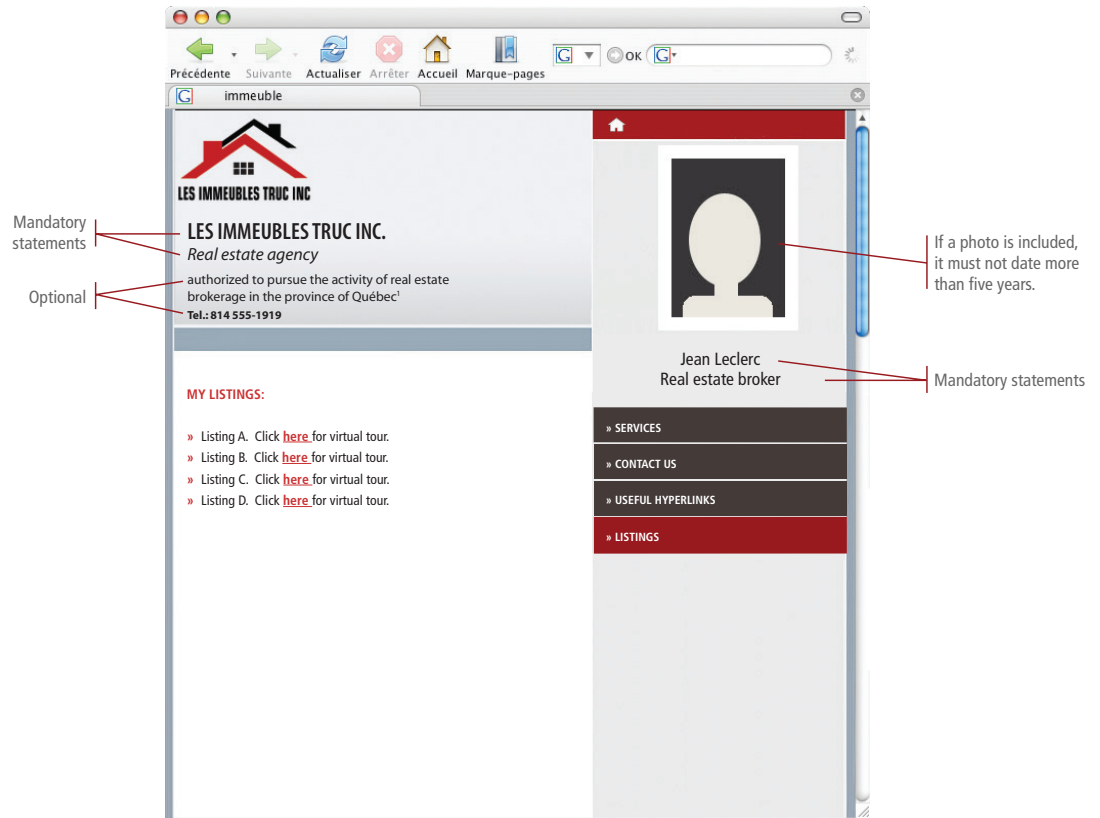 Précédente Suivante Actualiser Arrêter Accueil Marque-pages
G OK G
G immeuble
LES IMMEUBLES TRUC INC
LES IMMEUBLES TRUC INC.
Real estate agency
authorized to pursue the activity of real estate
brokerage in the province of Québec¹
Tel.: 814 555-1919
Mandatory
statements
Optional
MY LISTINGS:
» Listing A. Click here for virtual tour.
» Listing B. Click here for virtual tour.
» Listing C. Click here for virtual tour.
» Listing D. Click here for virtual tour.
If a photo is included,
it must not date more
than five years.
Jean Leclerc
Real estate broker
Mandatory statements
» SERVICES
» CONTACT US
» USEFUL HYPERLINKS
» LISTINGS